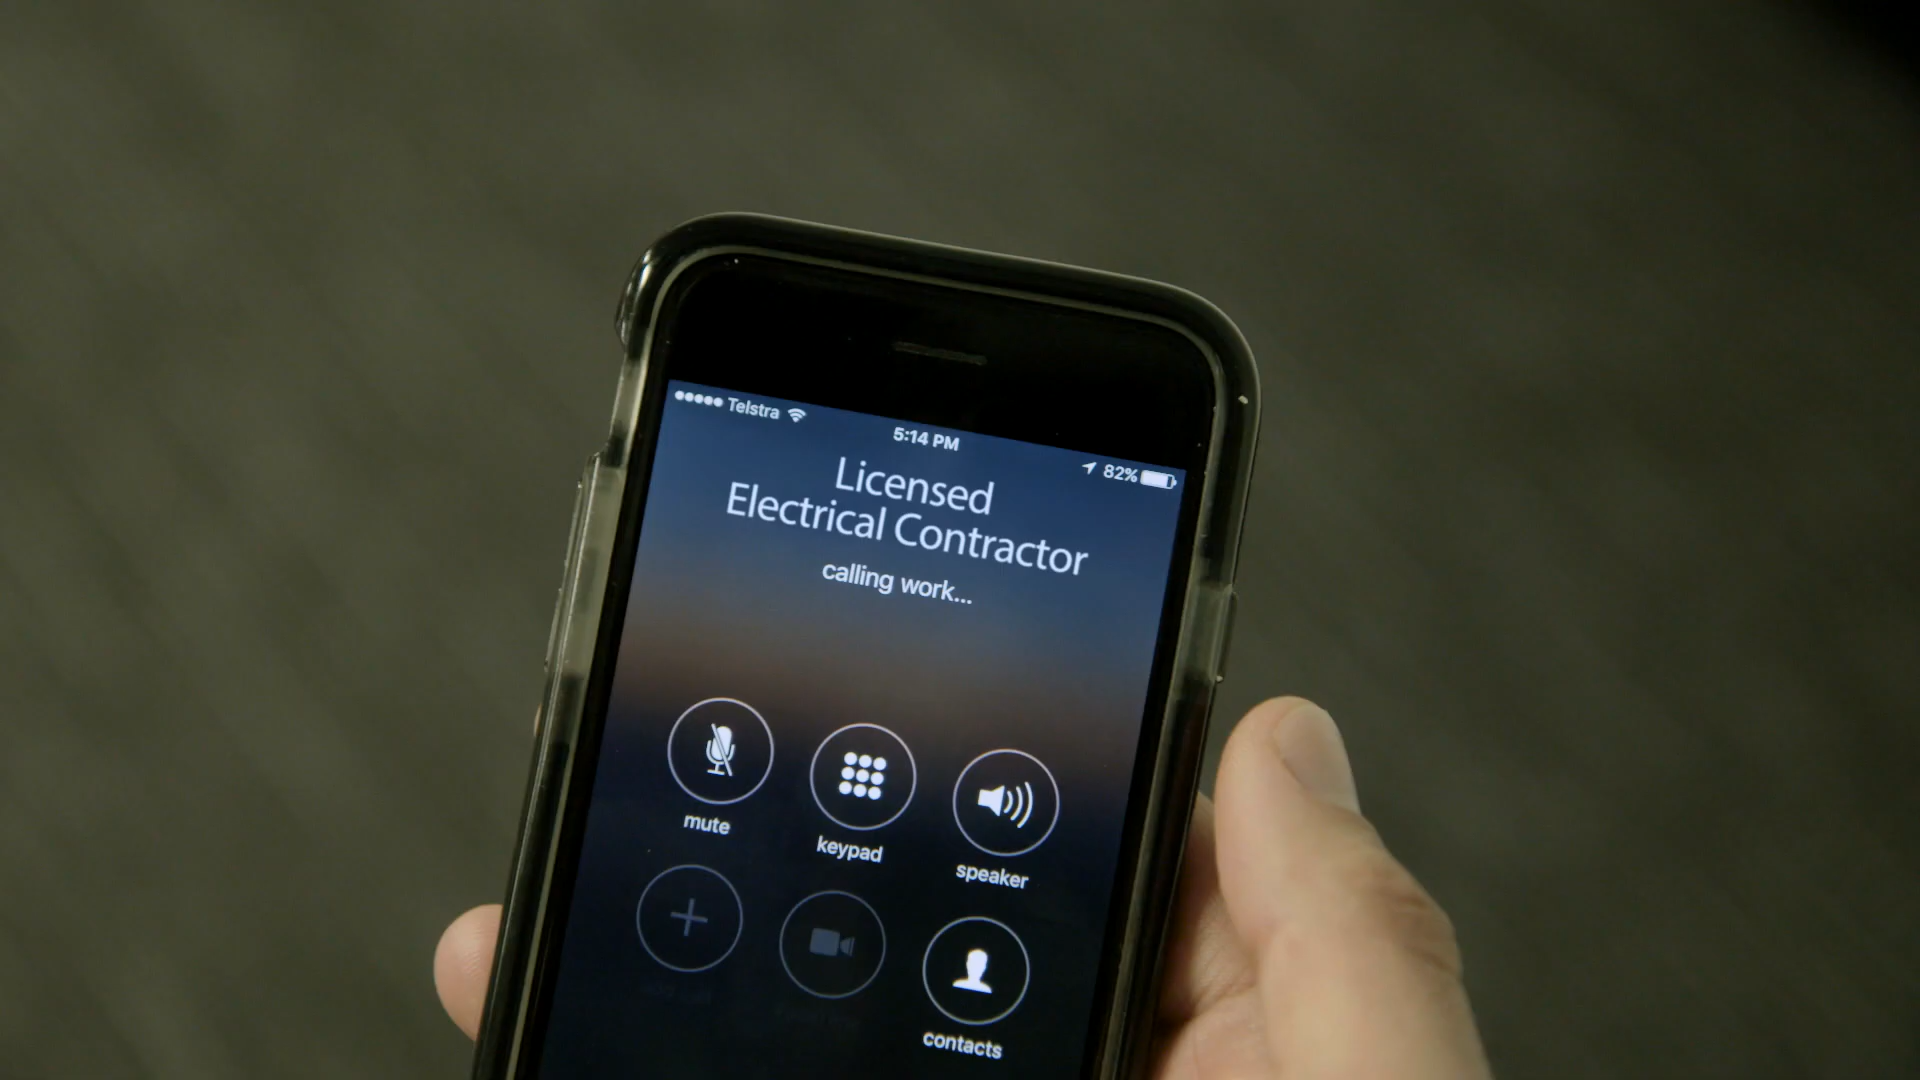 Telstra
5:14 PM
82%
Licensed
Electrical Contractor
calling work...
mute
keypad
speaker
contacts